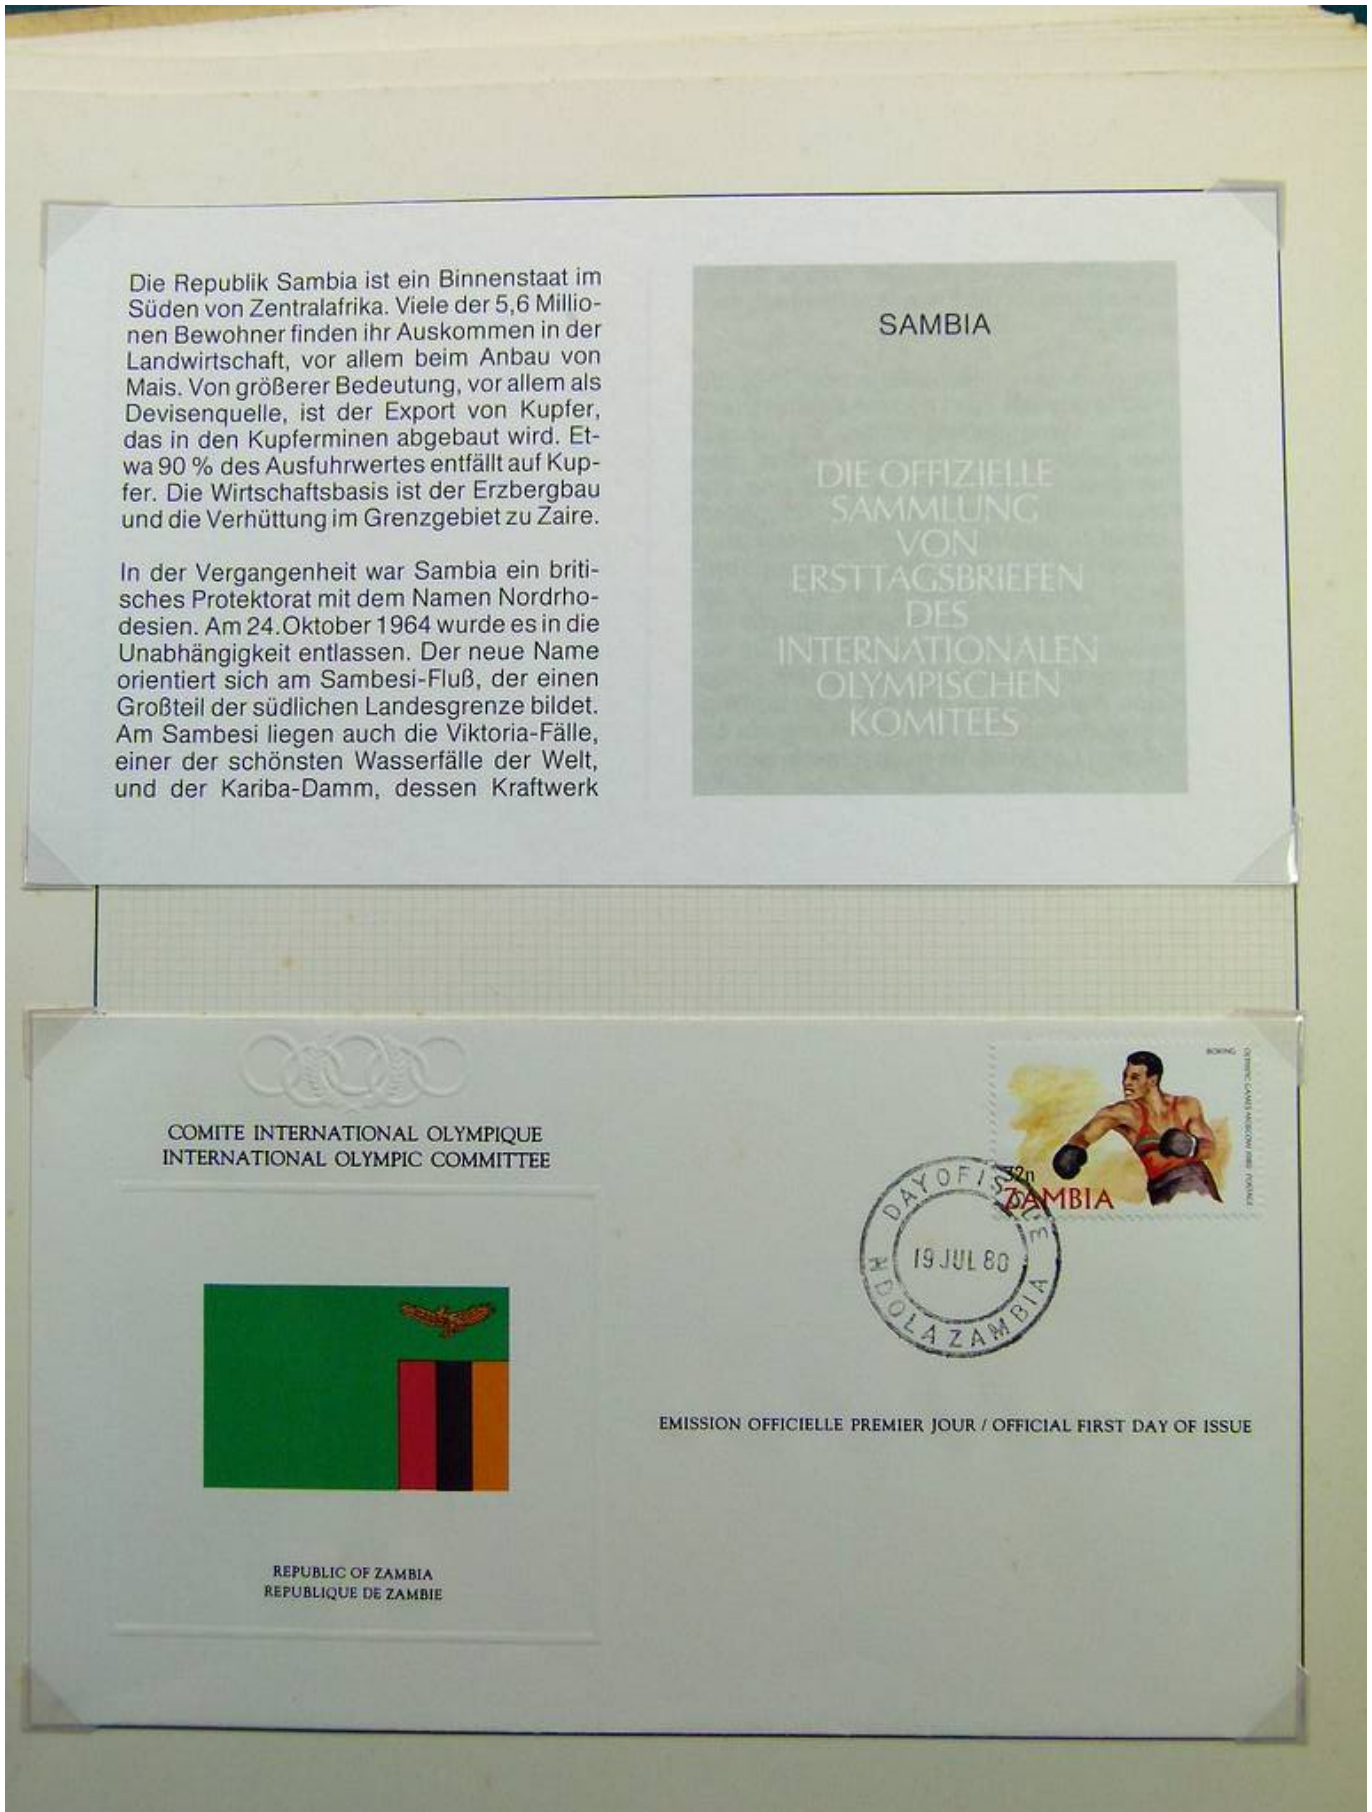 Die Republik Sambia ist ein Binnenstaat im
Süden von Zentralafrika. Viele der 5,6 Millio-
nen Bewohner finden ihr Auskommen in der
Landwirtschaft, vor allem beim Anbau von
Mais. Von größerer Bedeutung, vor allem als
Devisenquelle, ist der Export von Kupfer,
das in den Kupferminen abgebaut wird. Et-
wa 90 % des Ausfuhrwertes entfällt auf Kup-
fer. Die Wirtschaftsbasis ist der Erzbergbau
und die Verhüttung im Grenzgebiet zu Zaire.
In der Vergangenheit war Sambia ein briti-
sches Protektorat mit dem Namen Nordrho-
desien. Am 24. Oktober 1964 wurde es in die
Unabhängigkeit entlassen. Der neue Name
orientiert sich am Sambesi-Fluß, der einen
Großteil der südlichen Landesgrenze bildet.
Am Sambesi liegen auch die Viktoria-Fälle,
einer der schönsten Wasserfälle der Welt,
und der Kariba-Damm, dessen Kraftwerk
SAMBIA
DIE OFFIZIELLE
SAMMLUNG
VON
ERSTTAGSBRIEFEN
DES
INTERNATIONALEN
OLYMPISCHEN
KOMITEES
COMITE INTERNATIONAL OLYMPIQUE
INTERNATIONAL OLYMPIC COMMITTEE
REPUBLIC OF ZAMBIA
REPUBLIQUE DE ZAMBIE
BOXING
OLYMPIC GAMES MOSCOW 1980 POSTAGE
32n
ZAMBIA
DAY OF ISSUE
19 JUL 80
NDOLA ZAMBIA
EMISSION OFFICIELLE PREMIER JOUR / OFFICIAL FIRST DAY OF ISSUE